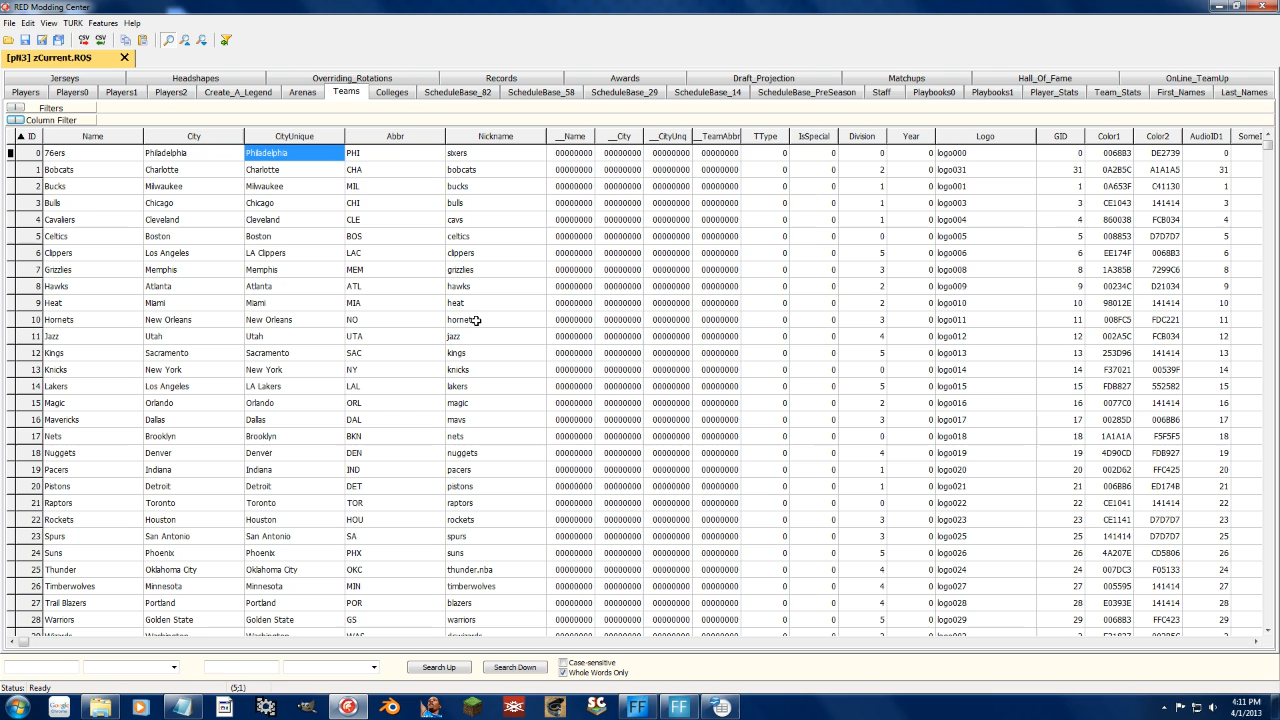 RED Modding Center
File Edit View TURK Features Help
CSV CSV
[pN3] zCurrent.ROS
Jerseys Headshapes Overriding_Rotations Records Awards Draft_Projection Matchups Hall_Of_Fame OnLine_TeamUp
Players Players0 Players1 Players2 Create_A_Legend Arenas Teams Colleges ScheduleBase_82 ScheduleBase_58 ScheduleBase_29 ScheduleBase_14 ScheduleBase_PreSeason Staff Playbooks0 Playbooks1 Player_Stats Team_Stats First_Names Last_Names
Filters
Column Filter
ID Name City CityUnique Abbr Nickname __Name __City __CityUnq __TeamAbbr TType IsSpecial Division Year Logo GID Color1 Color2 AudioID1
0 76ers Philadelphia Philadelphia PHI sixers 00000000 00000000 00000000 00000000 0 0 0 0 logo000 0 006BB3 DE2739 0
1 Bobcats Charlotte Charlotte CHA bobcats 00000000 00000000 00000000 00000000 0 0 2 0 logo031 31 0A2B5C A1A1A5 31
2 Bucks Milwaukee Milwaukee MIL bucks 00000000 00000000 00000000 00000000 0 0 1 0 logo001 1 0A653F C41130 1
3 Bulls Chicago Chicago CHI bulls 00000000 00000000 00000000 00000000 0 0 1 0 logo003 3 CE1043 141414 3
4 Cavaliers Cleveland Cleveland CLE cavs 00000000 00000000 00000000 00000000 0 0 1 0 logo004 4 860038 FCB034 4
5 Celtics Boston Boston BOS celtics 00000000 00000000 00000000 00000000 0 0 0 0 logo005 5 008853 D7D7D7 5
6 Clippers Los Angeles LA Clippers LAC clippers 00000000 00000000 00000000 00000000 0 0 5 0 logo006 6 EE174F 0068B3 6
7 Grizzlies Memphis Memphis MEM grizzlies 00000000 00000000 00000000 00000000 0 0 3 0 logo008 8 1A385B 7299C6 8
8 Hawks Atlanta Atlanta ATL hawks 00000000 00000000 00000000 00000000 0 0 2 0 logo009 9 00234C D21034 9
9 Heat Miami Miami MIA heat 00000000 00000000 00000000 00000000 0 0 2 0 logo010 10 98012E 141414 10
10 Hornets New Orleans New Orleans NO hornets 00000000 00000000 00000000 00000000 0 0 3 0 logo011 11 008FC5 FDC221 11
11 Jazz Utah Utah UTA jazz 00000000 00000000 00000000 00000000 0 0 4 0 logo012 12 002A5C FCB034 12
12 Kings Sacramento Sacramento SAC kings 00000000 00000000 00000000 00000000 0 0 5 0 logo013 13 253D96 141414 13
13 Knicks New York New York NY knicks 00000000 00000000 00000000 00000000 0 0 0 0 logo014 14 F37021 00539F 14
14 Lakers Los Angeles LA Lakers LAL lakers 00000000 00000000 00000000 00000000 0 0 5 0 logo015 15 FDB827 552582 15
15 Magic Orlando Orlando ORL magic 00000000 00000000 00000000 00000000 0 0 2 0 logo016 16 0077C0 141414 16
16 Mavericks Dallas Dallas DAL mavs 00000000 00000000 00000000 00000000 0 0 3 0 logo017 17 00285D 006BB6 17
17 Nets Brooklyn Brooklyn BKN nets 00000000 00000000 00000000 00000000 0 0 0 0 logo018 18 1A1A1A F5F5F5 18
18 Nuggets Denver Denver DEN nuggets 00000000 00000000 00000000 00000000 0 0 4 0 logo019 19 4D90CD FDB927 19
19 Pacers Indiana Indiana IND pacers 00000000 00000000 00000000 00000000 0 0 1 0 logo020 20 002D62 FFC425 20
20 Pistons Detroit Detroit DET pistons 00000000 00000000 00000000 00000000 0 0 1 0 logo022 21 006BB6 ED174B 21
21 Raptors Toronto Toronto TOR raptors 00000000 00000000 00000000 00000000 0 0 0 0 logo022 22 CE1041 141414 22
22 Rockets Houston Houston HOU rockets 00000000 00000000 00000000 00000000 0 0 3 0 logo023 23 CE1141 D7D7D7 23
23 Spurs San Antonio San Antonio SA spurs 00000000 00000000 00000000 00000000 0 0 3 0 logo025 25 141414 D7D7D7 25
24 Suns Phoenix Phoenix PHX suns 00000000 00000000 00000000 00000000 0 0 5 0 logo026 26 4A207E CD5806 26
25 Thunder Oklahoma City Oklahoma City OKC thunder.nba 00000000 00000000 00000000 00000000 0 0 4 0 logo024 24 007DC3 F05133 24
26 Timberwolves Minnesota Minnesota MIN timberwolves 00000000 00000000 00000000 00000000 0 0 4 0 logo027 27 005595 141414 27
27 Trail Blazers Portland Portland POR blazers 00000000 00000000 00000000 00000000 0 0 4 0 logo028 28 E0393E 141414 28
28 Warriors Golden State Golden State GS warriors 00000000 00000000 00000000 00000000 0 0 5 0 logo029 29 0068B3 FFC423 29
Search Up Search Down Case-sensitive
Whole Words Only
Status: Ready (5;1)
Google
FF FF
4:11 PM
4/1/2013